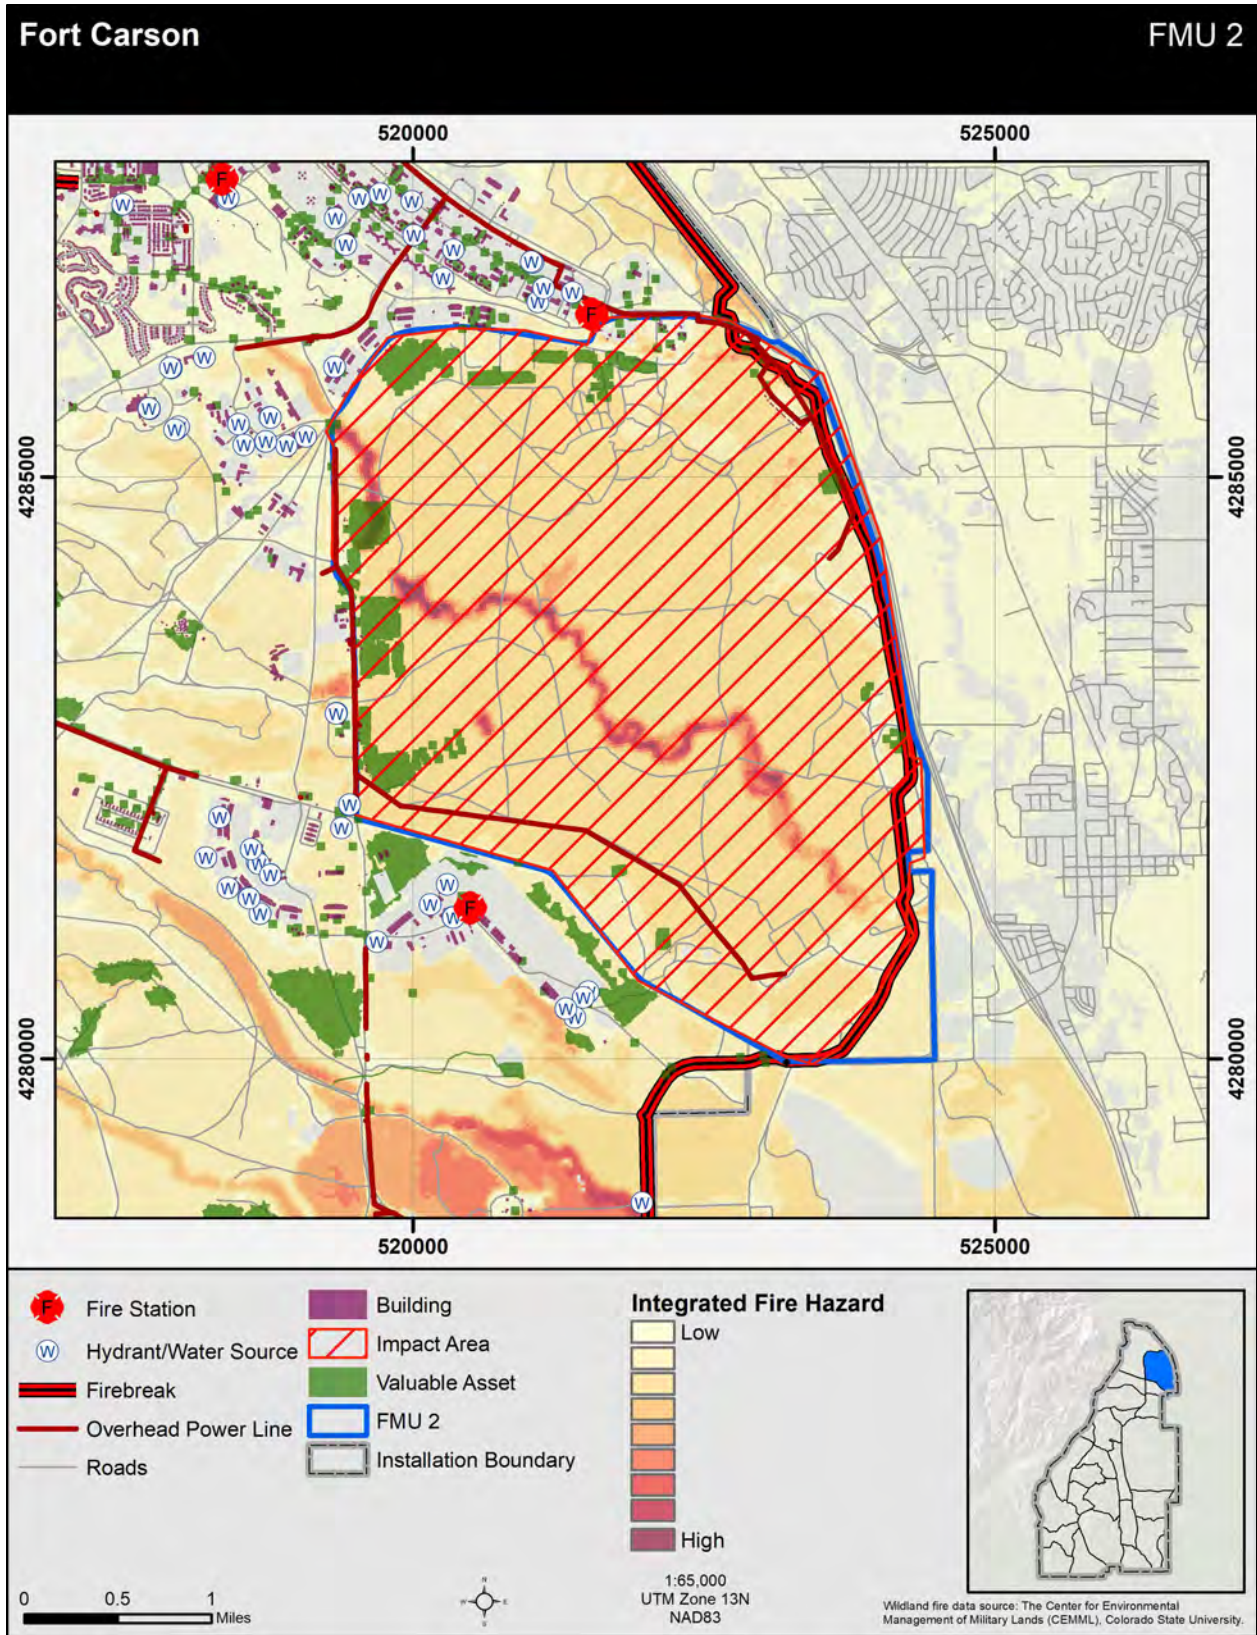 Fort Carson
FMU 2
520000
525000
F
W
W
W
W
W
W
W
W
W
W
W
W
W
W
F
W
W
W
W
W
W
W
W
W
W
W
4285000
4285000
W
W
W
W
W
W
W
W
W
W
W
W
W
F
W
W
W
W
W
W
4280000
4280000
W
520000
525000
F Fire Station
W Hydrant/Water Source
Firebreak
Overhead Power Line
Roads
Building
Impact Area
Valuable Asset
FMU 2
Installation Boundary
Integrated Fire Hazard
Low
High
0 0.5 1
Miles
N
W E
S
1:65,000
UTM Zone 13N
NAD83
Wildland fire data source: The Center for Environmental
Management of Military Lands (CEMML), Colorado State University.